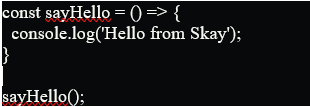 const sayHello = () => {
  console.log('Hello from Skay');
}

sayHello();